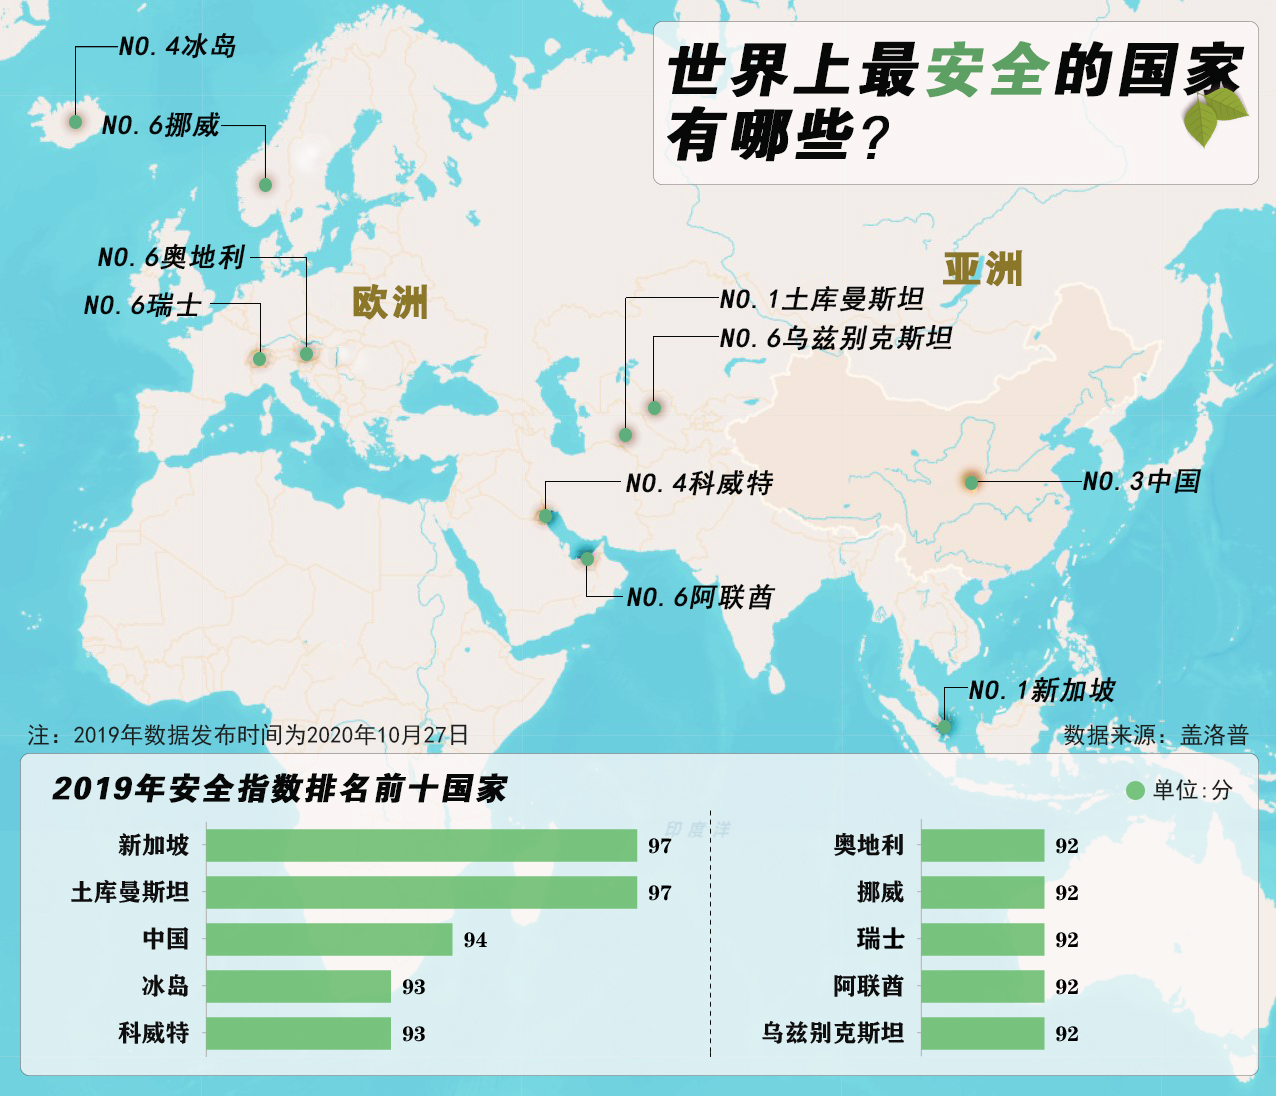 世界上最安全的国家
有哪些?
NO. 4冰岛
NO. 6挪威
NO. 6奥地利
NO. 6瑞士
欧洲
亚洲
NO. 1土库曼斯坦
NO. 6乌兹别克斯坦
NO. 4科威特
NO. 3中国
NO. 6阿联酋
NO. 1新加坡
注：2019年数据发布时间为2020年10月27日
数据来源：盖洛普
2019年安全指数排名前十国家
单位:分
印度洋
新加坡 97
土库曼斯坦 97
中国 94
冰岛 93
科威特 93
奥地利 92
挪威 92
瑞士 92
阿联酋 92
乌兹别克斯坦 92